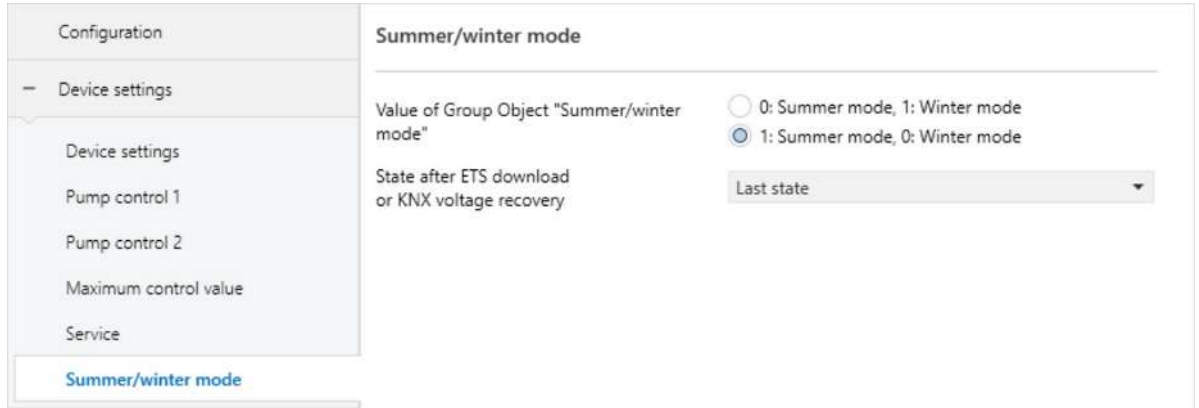 Configuration
Device settings
Device settings
Pump control 1
Pump control 2
Maximum control value
Service
Summer/winter mode
Summer/winter mode
Value of Group Object "Summer/winter
mode"
0: Summer mode, 1: Winter mode
1: Summer mode, 0: Winter mode
State after ETS download
or KNX voltage recovery
Last state